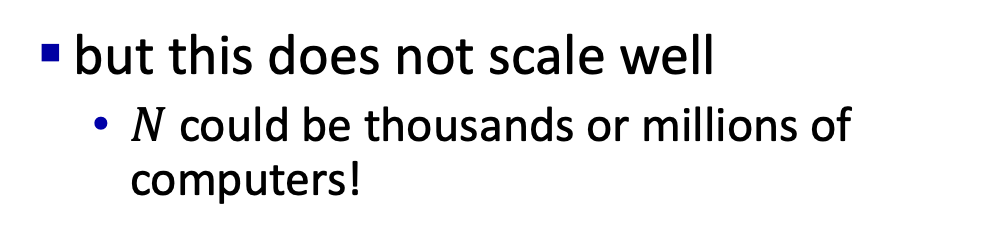 ▪ but this does not scale well
• N could be thousands or millions of
computers!